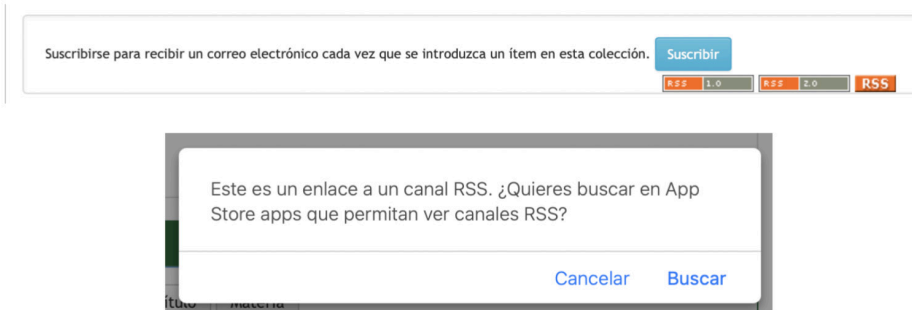 Suscribirse para recibir un correo electrónico cada vez que se introduzca un ítem en esta colección. Suscribir
RSS 1.0 RSS 2.0 RSS
Este es un enlace a un canal RSS. ¿Quieres buscar en App
Store apps que permitan ver canales RSS?
Cancelar Buscar
ítulo Materia